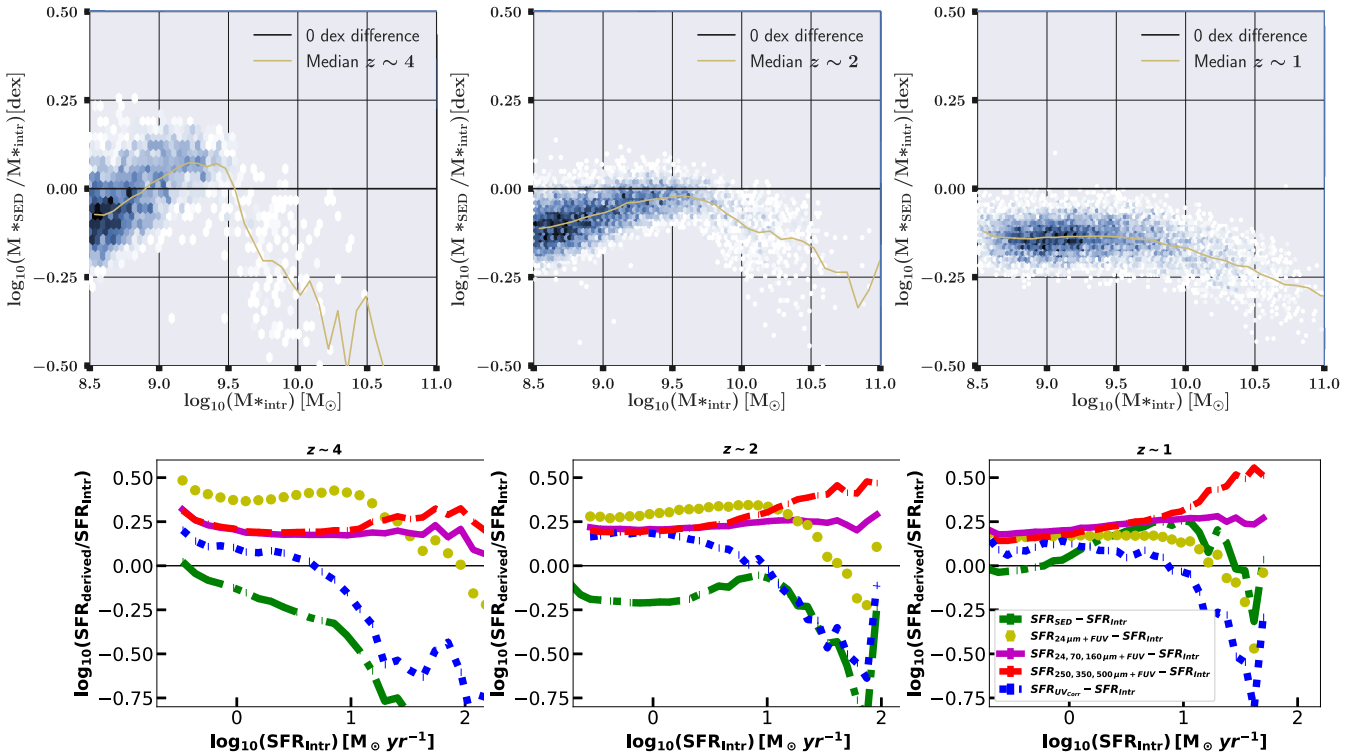 0.50
0.25
0.00
−0.25
−0.50
log₁₀(M *SED /M*intr) [dex]
0 dex difference
Median z ∼ 4
8.5 9.0 9.5 10.0 10.5 11.0
log₁₀(M*intr) [M⊙]
0.50
0.25
0.00
−0.25
−0.50
log₁₀(M *SED /M*intr) [dex]
0 dex difference
Median z ∼ 2
8.5 9.0 9.5 10.0 10.5 11.0
log₁₀(M*intr) [M⊙]
0.50
0.25
0.00
−0.25
−0.50
log₁₀(M *SED /M*intr) [dex]
0 dex difference
Median z ∼ 1
8.5 9.0 9.5 10.0 10.5 11.0
log₁₀(M*intr) [M⊙]
z ∼ 4
0.50
0.25
0.00
−0.25
−0.50
−0.75
log₁₀(SFRderived/SFRIntr)
0 1 2
log₁₀(SFRIntr) [M⊙ yr⁻¹]
z ∼ 2
0.50
0.25
0.00
−0.25
−0.50
−0.75
log₁₀(SFRderived/SFRIntr)
0 1 2
log₁₀(SFRIntr) [M⊙ yr⁻¹]
z ∼ 1
0.50
0.25
0.00
−0.25
−0.50
−0.75
log₁₀(SFRderived/SFRIntr)
SFRSED − SFRIntr
SFR24 μm + FUV − SFRIntr
SFR24, 70, 160 μm + FUV − SFRIntr
SFR250, 350, 500 μm + FUV − SFRIntr
SFRUVcorr − SFRIntr
0 1 2
log₁₀(SFRIntr) [M⊙ yr⁻¹]